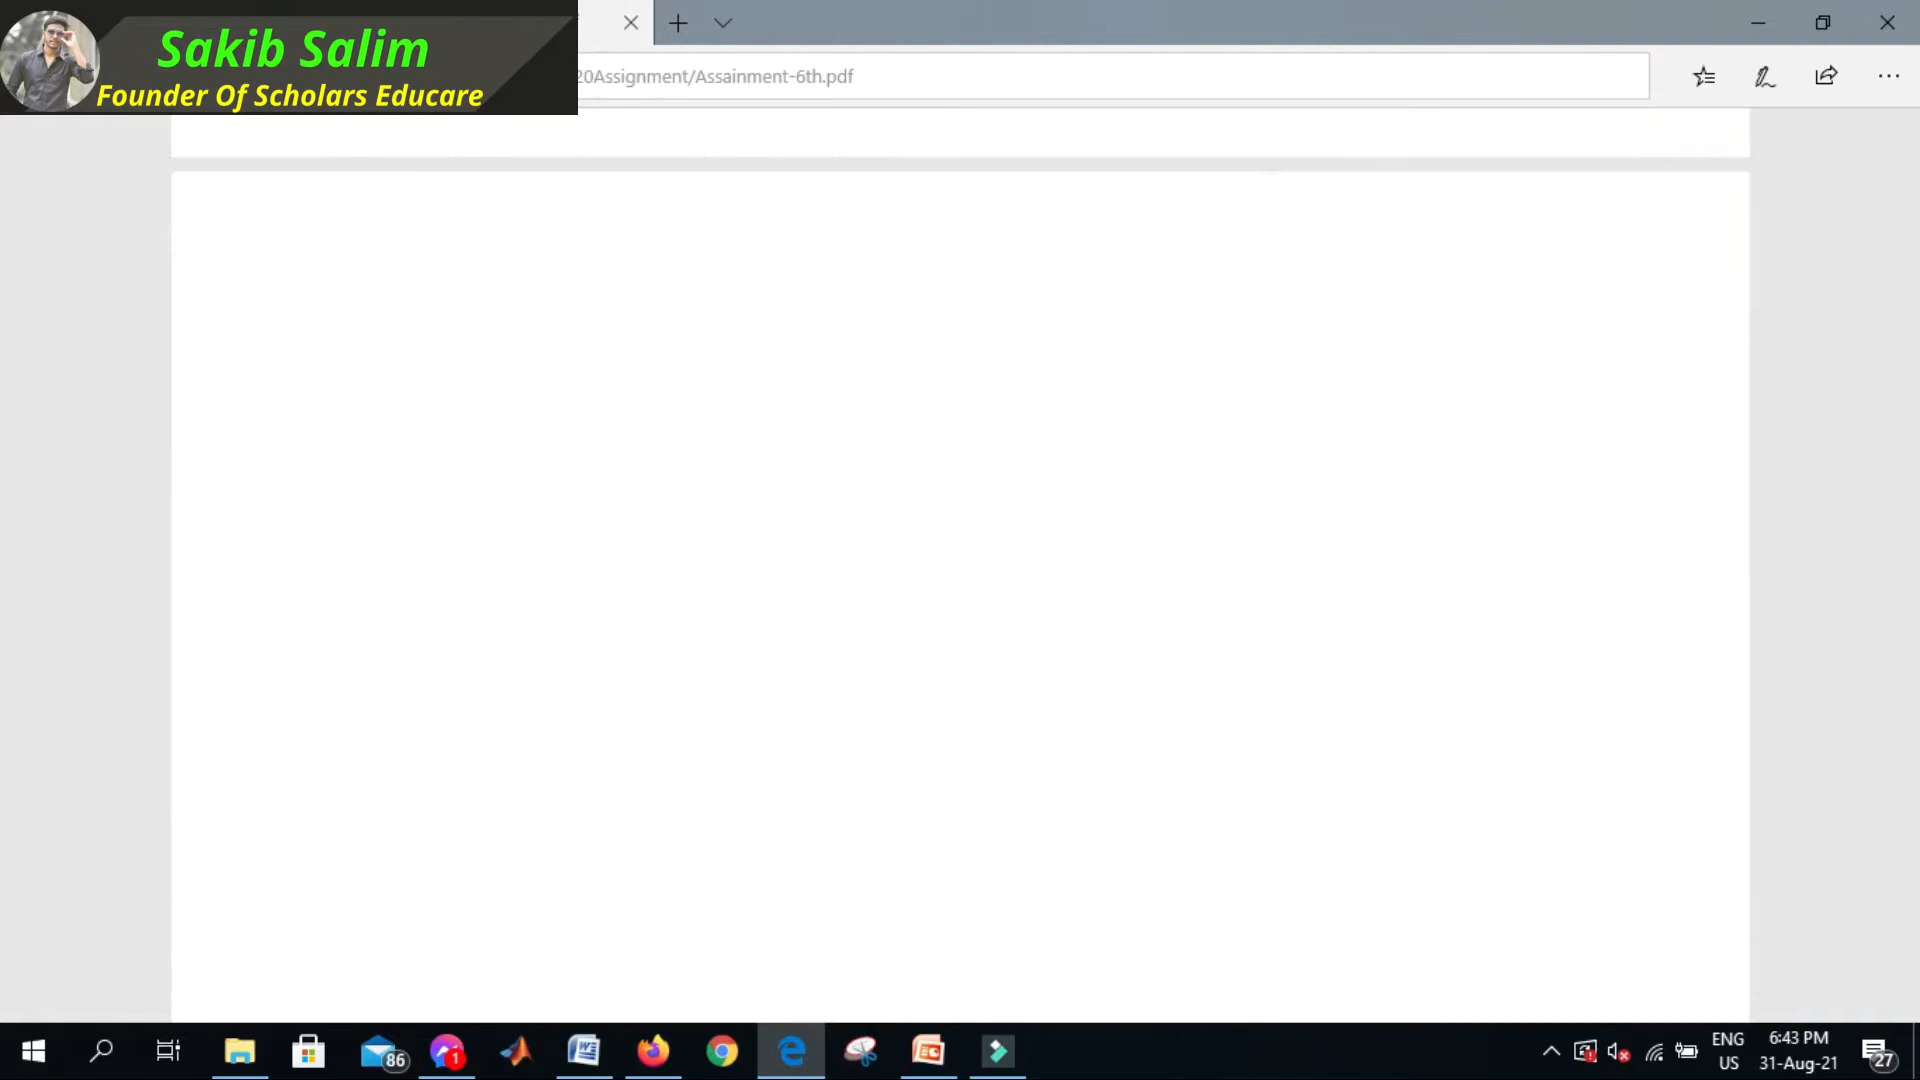 Sakib Salim
Founder Of Scholars Educare
20Assignment/Assainment-6th.pdf
86
1
ENG
US
6:43 PM
31-Aug-21
27